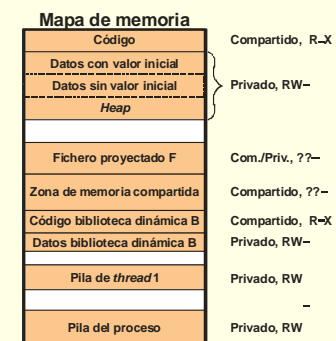 Mapa de memoria
Código Compartido, R–X
Datos con valor inicial
Datos sin valor inicial Privado, RW–
Heap
Fichero proyectado F Com./Priv., ??–
Zona de memoria compartida Compartido, ??–
Código biblioteca dinámica B Compartido, R–X
Datos biblioteca dinámica B Privado, RW–
Pila de thread 1 Privado, RW
–
Pila del proceso Privado, RW